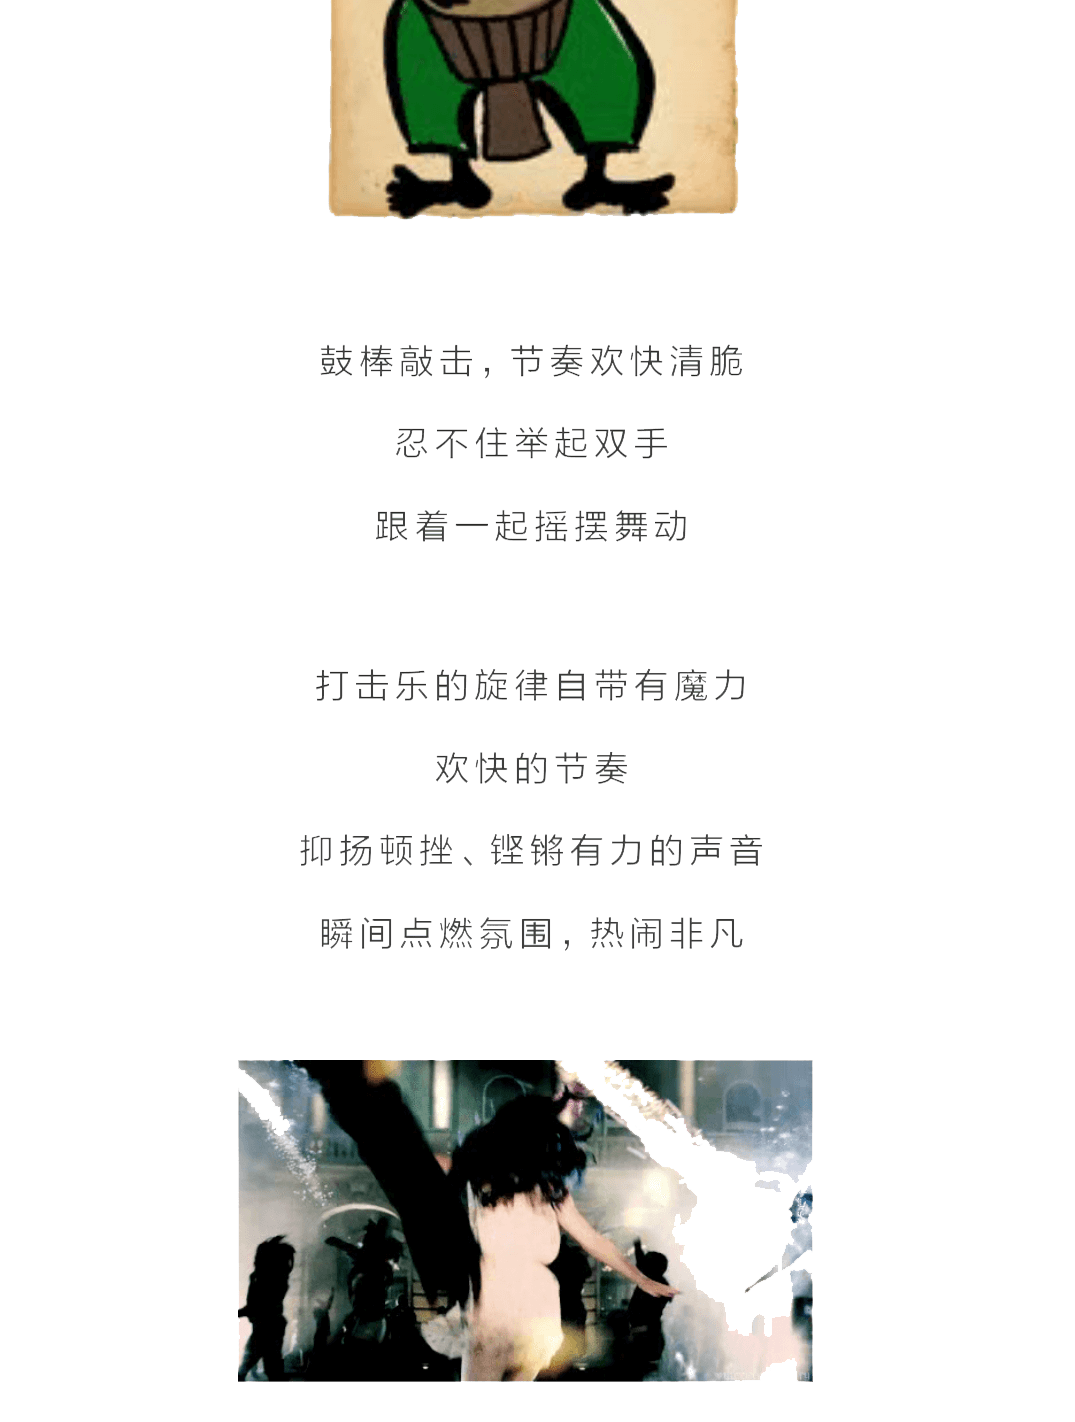 鼓棒敲击，节奏欢快清脆
忍不住举起双手
跟着一起摇摆舞动
打击乐的旋律自带有魔力
欢快的节奏
抑扬顿挫、铿锵有力的声音
瞬间点燃氛围，热闹非凡